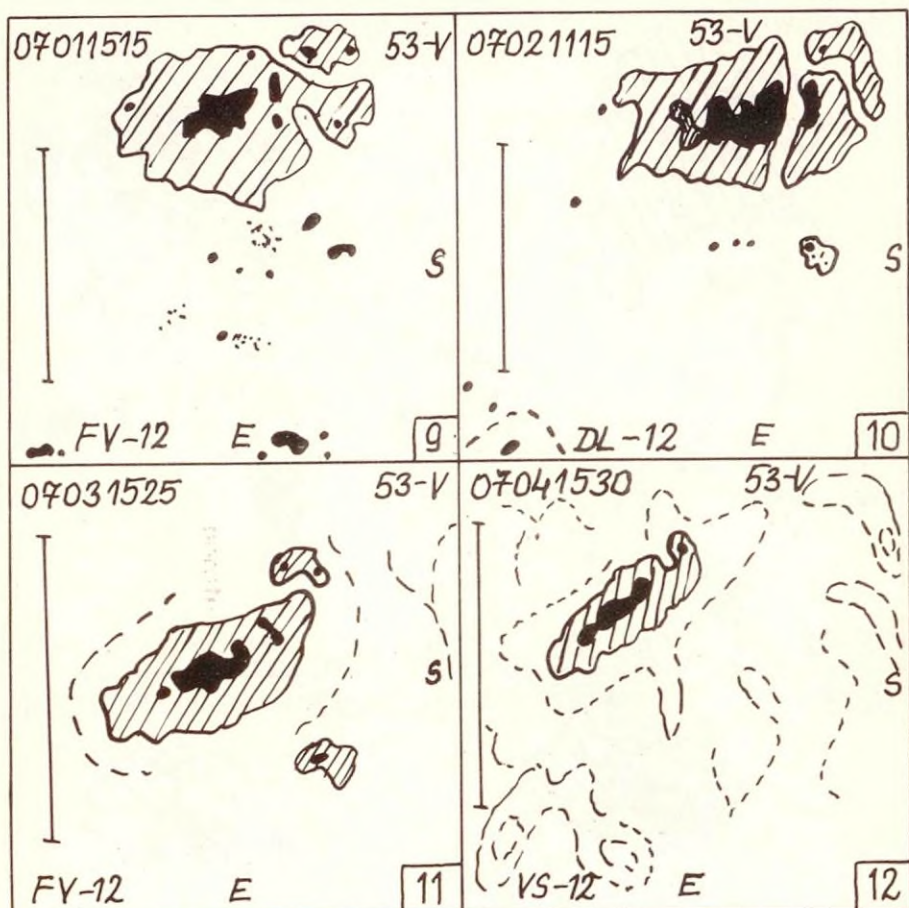 07011515 53-V
S
FV-12 E 9
07021115 53-V
S
DL-12 E 10
07031525 53-V
S
FV-12 E 11
07041530 53-V
S
VS-12 E 12